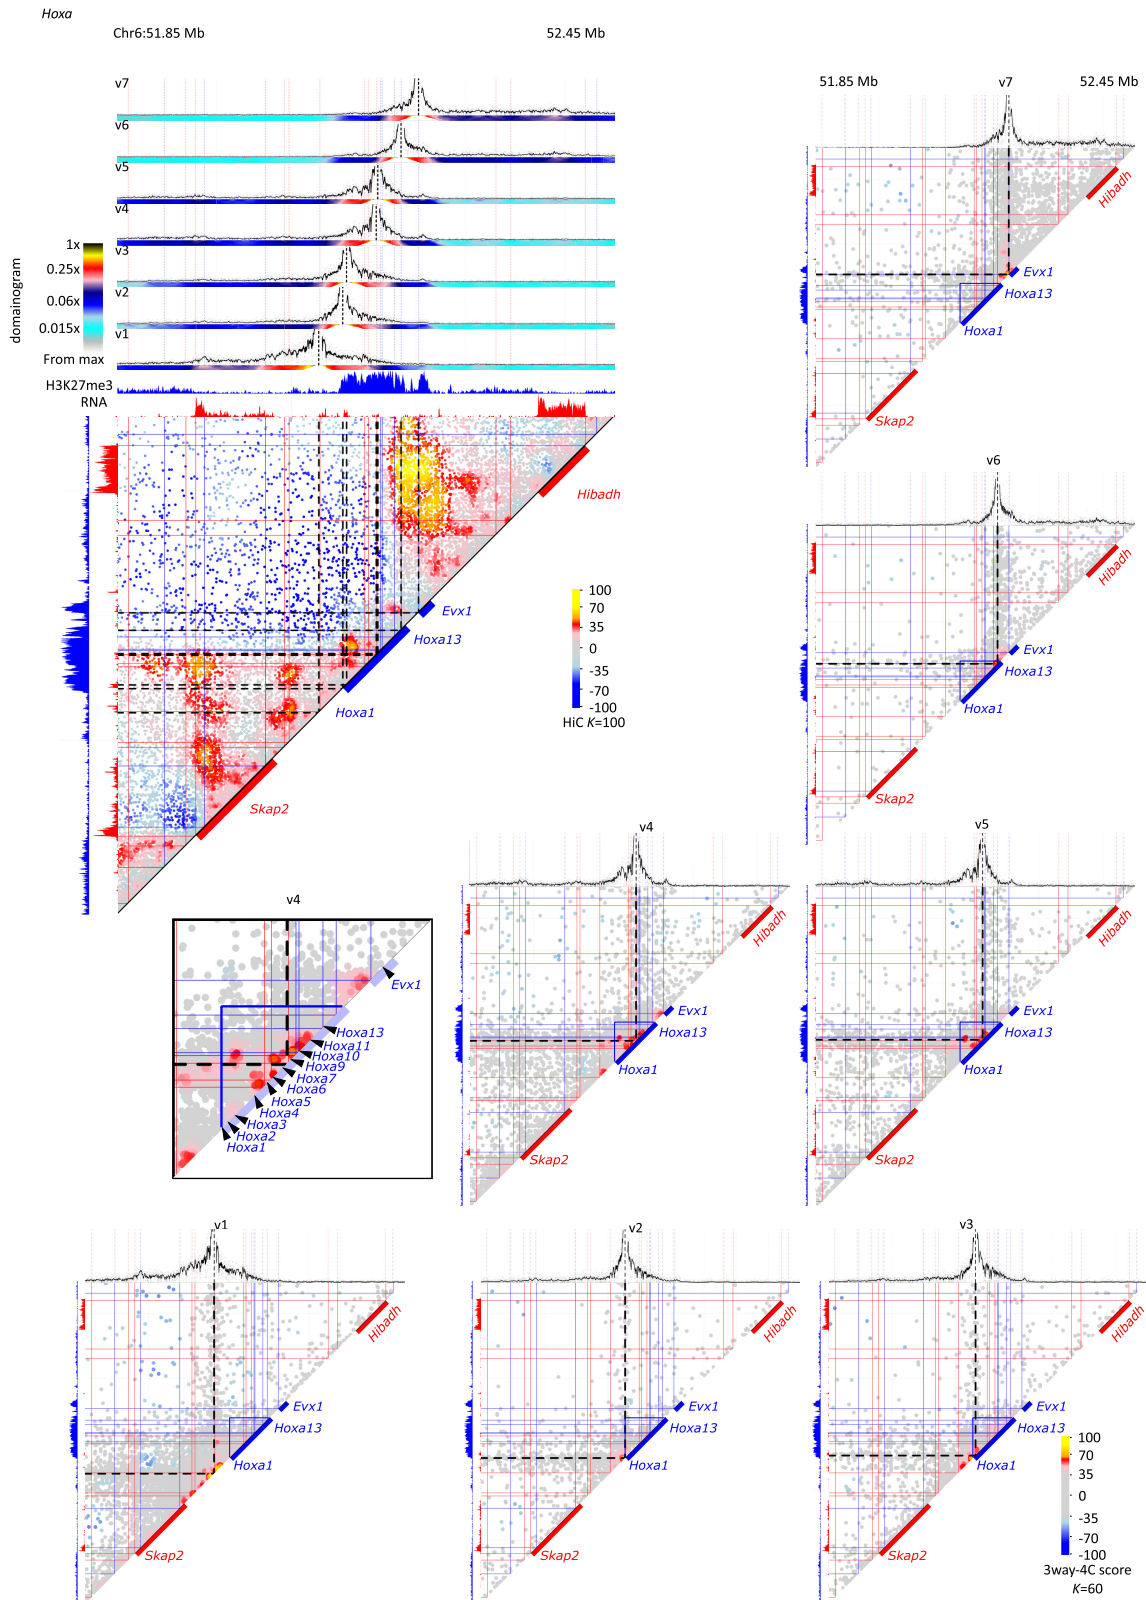 Hoxa
Chr6:51.85 Mb
52.45 Mb
v7
v6
v5
v4
v3
v2
v1
domainogram
1x
0.25x
0.06x
0.015x
From max
H3K27me3
RNA
Hibadh
Evx1
Hoxa13
Hoxa1
Skap2
100
70
35
0
-35
-70
-100
HiC K=100
51.85 Mb
v7
52.45 Mb
Hibadh
Evx1
Hoxa13
Hoxa1
Skap2
v6
Hibadh
Evx1
Hoxa13
Hoxa1
Skap2
v4
Hibadh
Evx1
Hoxa13
Hoxa1
Skap2
v5
Hibadh
Evx1
Hoxa13
Hoxa1
Skap2
v4
Evx1
Hoxa13
Hoxa11
Hoxa10
Hoxa9
Hoxa7
Hoxa6
Hoxa5
Hoxa4
Hoxa3
Hoxa2
Hoxa1
v1
Hibadh
Evx1
Hoxa13
Hoxa1
Skap2
v2
Hibadh
Evx1
Hoxa13
Hoxa1
Skap2
v3
Hibadh
Evx1
Hoxa13
Hoxa1
Skap2
100
70
35
0
-35
-70
-100
3way-4C score
K=60